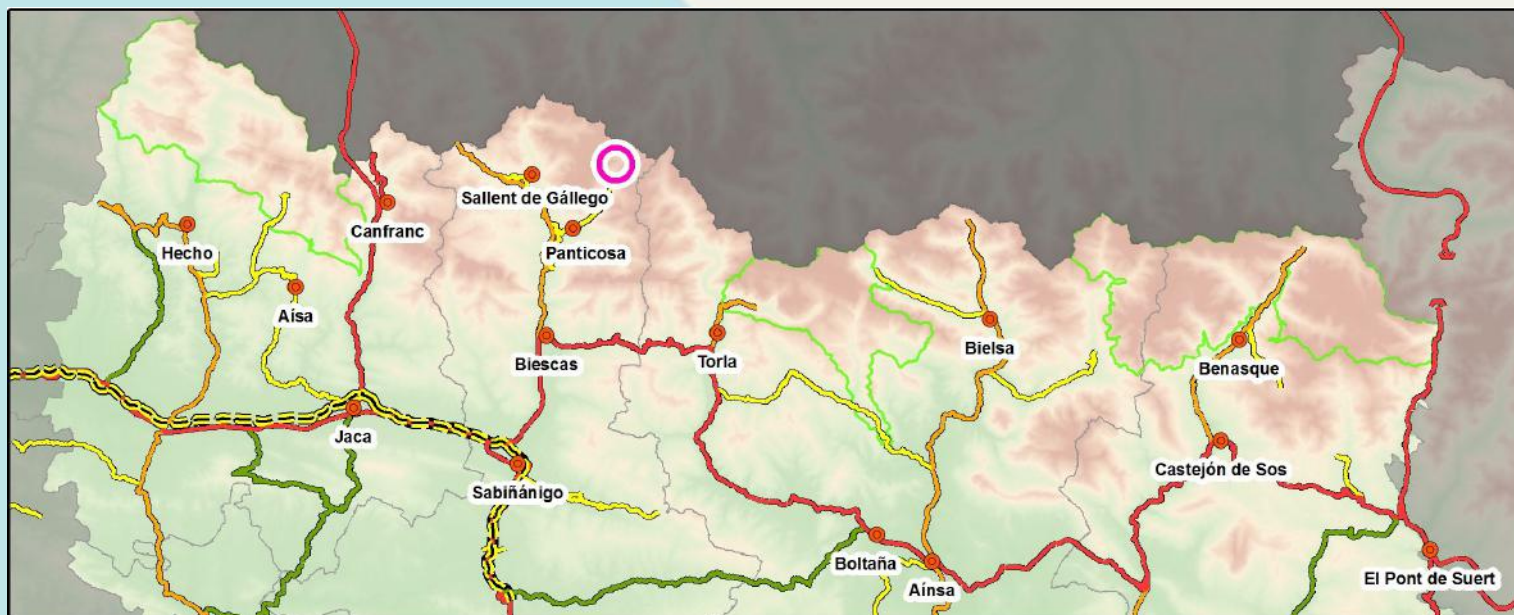 Sallent de Gállego
Canfranc
Hecho
Panticosa
Aísa
Biescas
Torla
Bielsa
Benasque
Jaca
Castejón de Sos
Sabiñánigo
Boltaña
Aínsa
El Pont de Suert